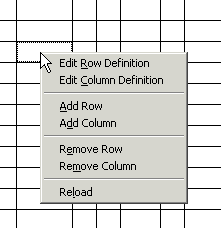 Edit Row Definition
Edit Column Definition
Add Row
Add Column
Remove Row
Remove Column
Reload